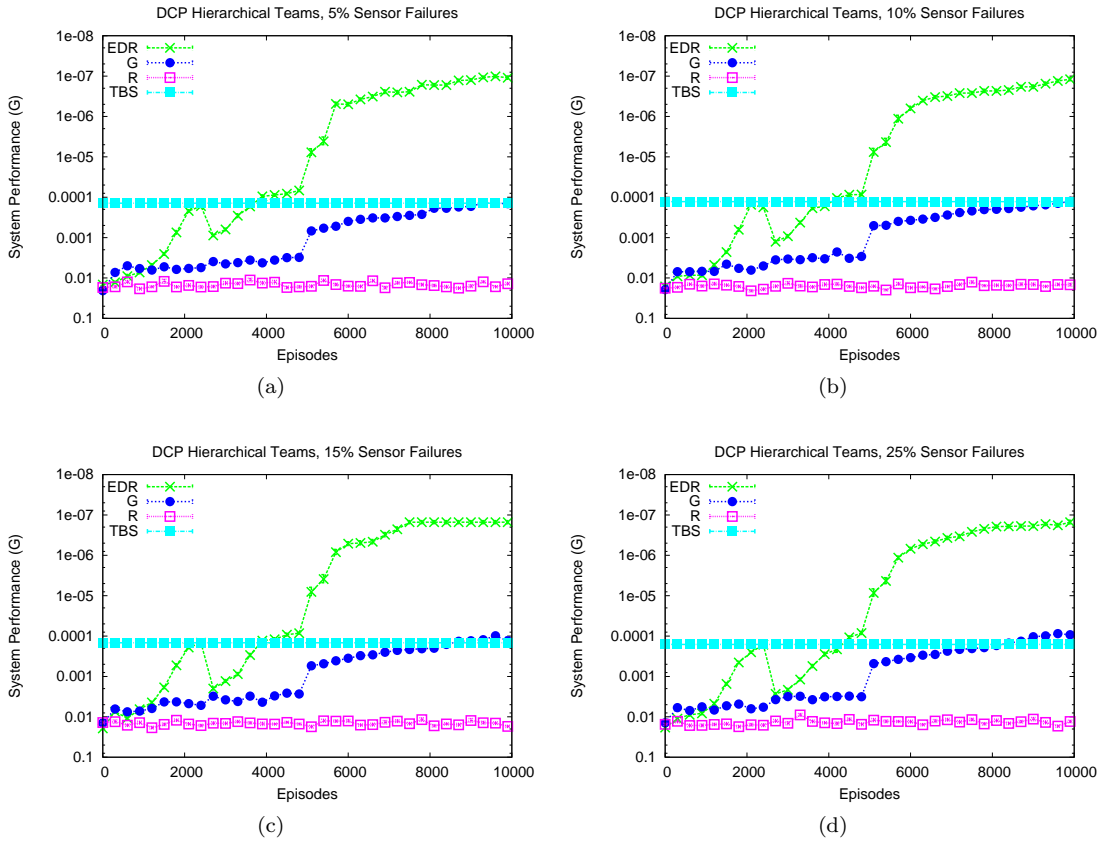 DCP Hierarchical Teams, 5% Sensor Failures
System Performance (G)
1e-08
1e-07
1e-06
1e-05
0.0001
0.001
0.01
0.1
EDR
G
R
TBS
0 2000 4000 6000 8000 10000
Episodes
(a)
DCP Hierarchical Teams, 10% Sensor Failures
System Performance (G)
1e-08
1e-07
1e-06
1e-05
0.0001
0.001
0.01
0.1
EDR
G
R
TBS
0 2000 4000 6000 8000 10000
Episodes
(b)
DCP Hierarchical Teams, 15% Sensor Failures
System Performance (G)
1e-08
1e-07
1e-06
1e-05
0.0001
0.001
0.01
0.1
EDR
G
R
TBS
0 2000 4000 6000 8000 10000
Episodes
(c)
DCP Hierarchical Teams, 25% Sensor Failures
System Performance (G)
1e-08
1e-07
1e-06
1e-05
0.0001
0.001
0.01
0.1
EDR
G
R
TBS
0 2000 4000 6000 8000 10000
Episodes
(d)